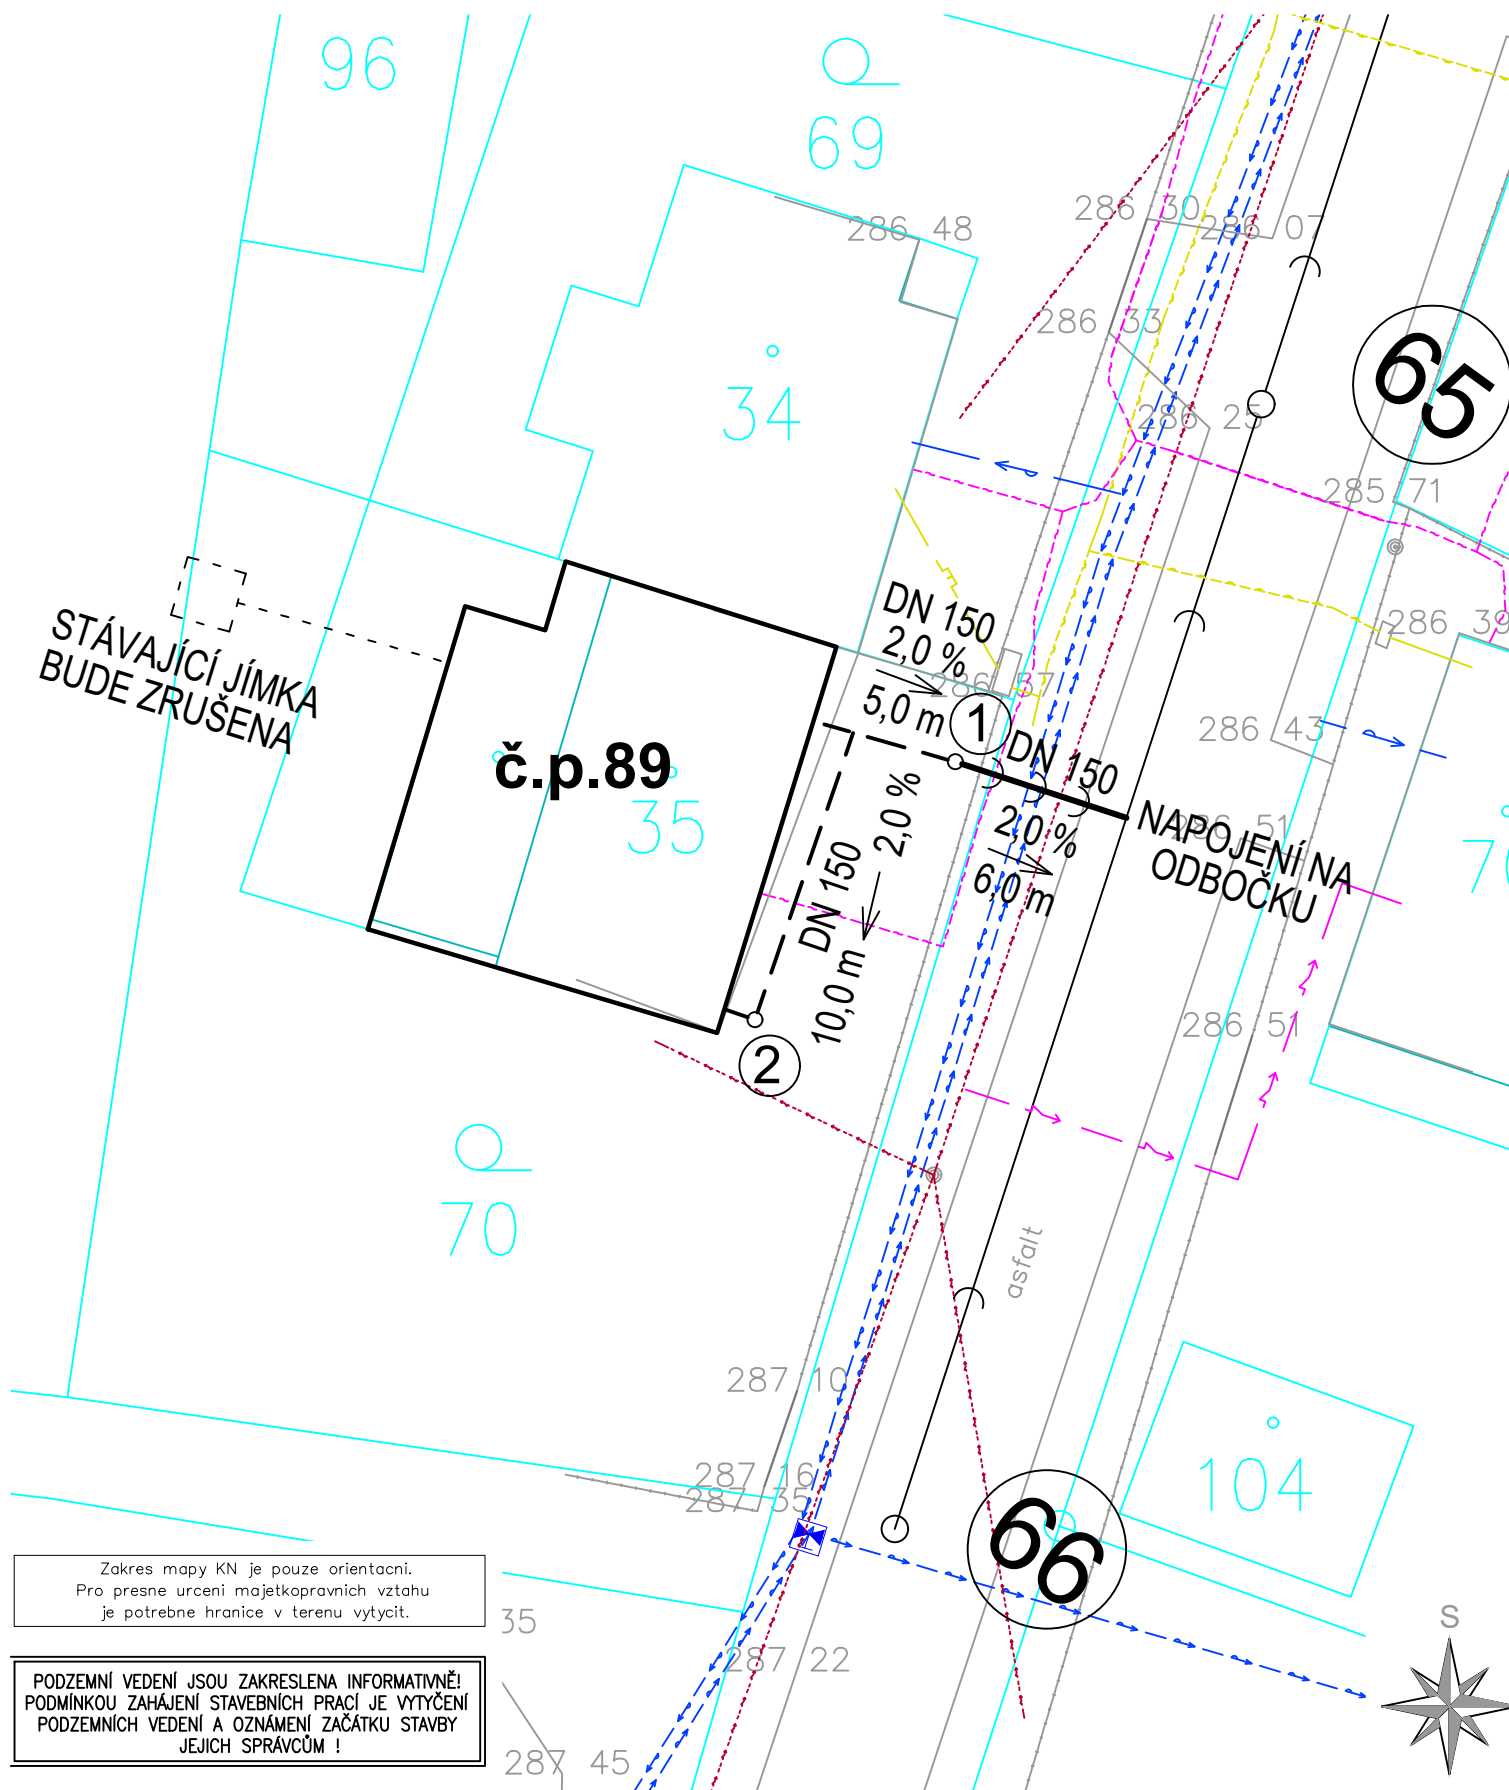 96
69
286 48
286 30
286 07
286 33
65
34
286 25
285 71
286 39
DN 150
2,0 %
286 57
5,0 m
1
STÁVAJÍCÍ JÍMKA
BUDE ZRUŠENA
286 43
DN 150
č.p.89
35
2,0 %
2,0 %
6,0 m
NAPOJENÍ NA
ODBOČKU
286 51
DN 150
10,0 m
286 51
2
70
asfalt
287 10
287 16
287 35
104
66
Zakres mapy KN je pouze orientacni.
Pro presne urceni majetkopravnich vztahu
je potrebne hranice v terenu vytycit.
35
S
287 22
PODZEMNÍ VEDENÍ JSOU ZAKRESLENA INFORMATIVNĚ!
PODMÍNKOU ZAHÁJENÍ STAVEBNÍCH PRACÍ JE VYTYČENÍ
PODZEMNÍCH VEDENÍ A OZNÁMENÍ ZAČÁTKU STAVBY
JEJICH SPRÁVCŮM !
287 45